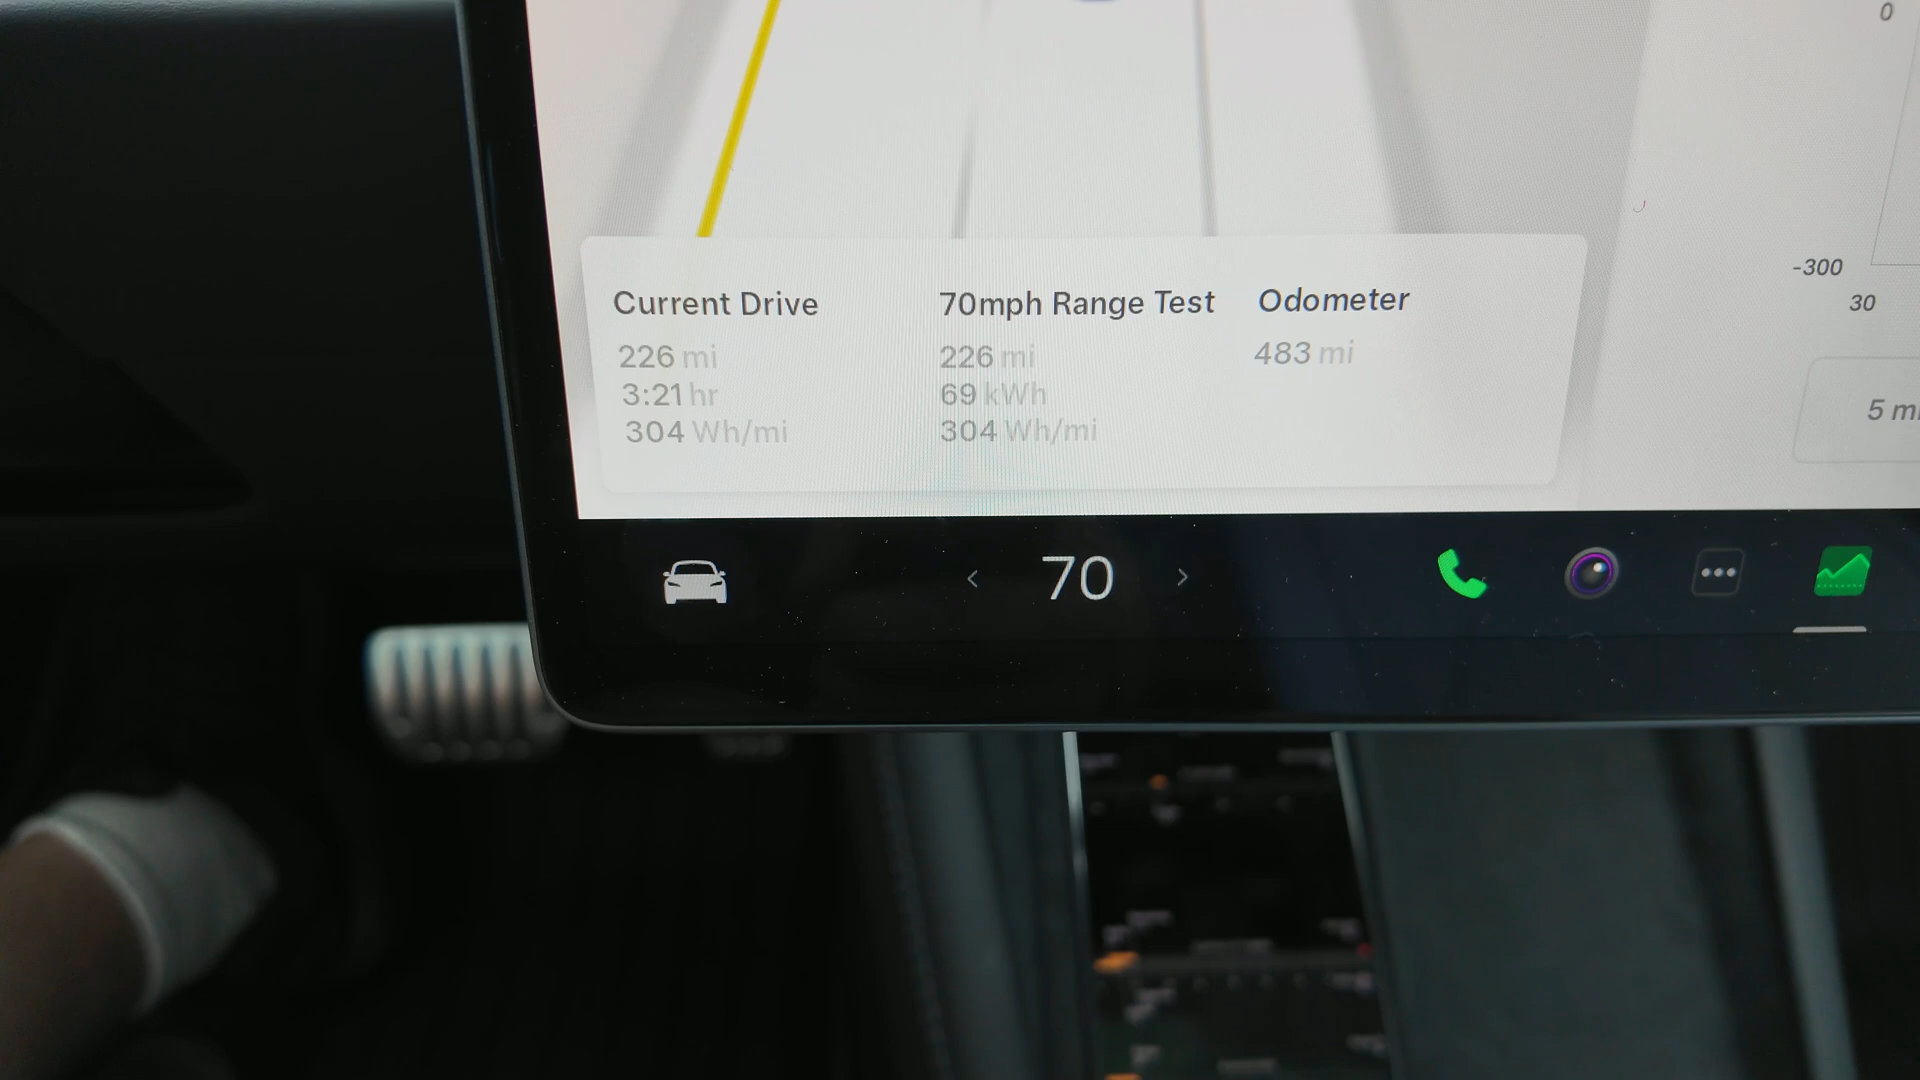 0
-300
30
5 mi
Current Drive
226 mi
3:21 hr
304 Wh/mi
70mph Range Test
226 mi
69 kWh
304 Wh/mi
Odometer
483 mi
70